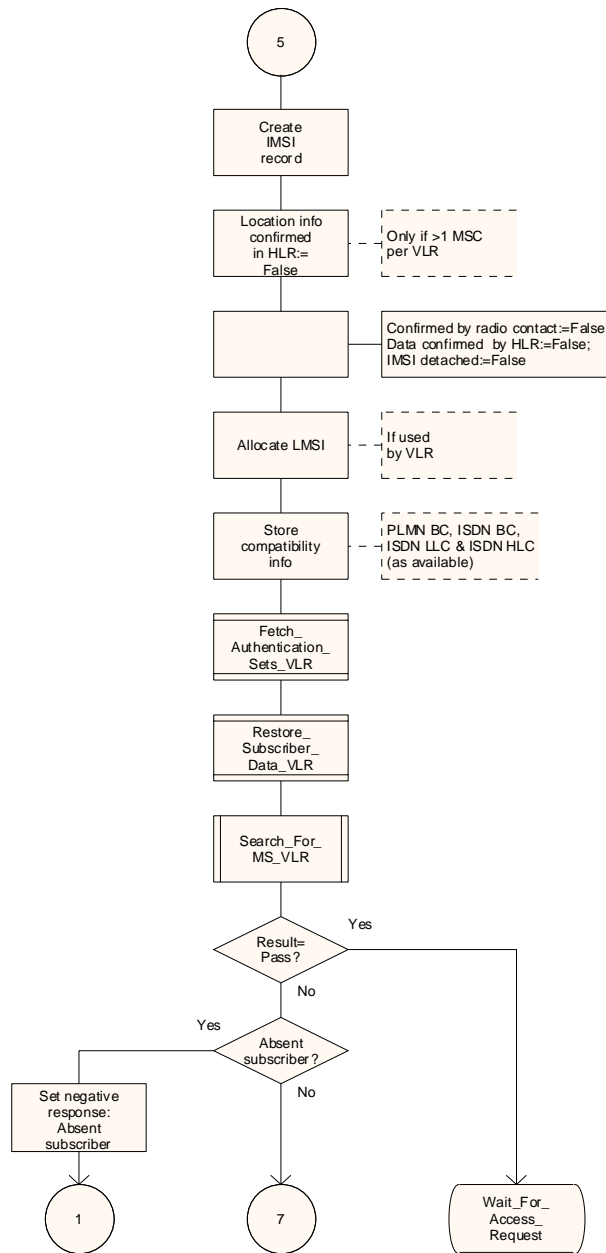 5
Create
IMSI
record
Location info
confirmed
in HLR:=
False
Only if >1 MSC
per VLR
Confirmed by radio contact:=False
Data confirmed by HLR:=False;
IMSI detached:=False
Allocate LMSI
If used
by VLR
Store
compatibility
info
PLMN BC, ISDN BC,
ISDN LLC & ISDN HLC
(as available)
Fetch_
Authentication_
Sets_VLR
Restore_
Subscriber_
Data_VLR
Search_For_
MS_VLR
Result=
Pass?
Yes
No
Absent
subscriber?
Yes
No
Set negative
response:
Absent
subscriber
1
7
Wait_For_
Access_
Request